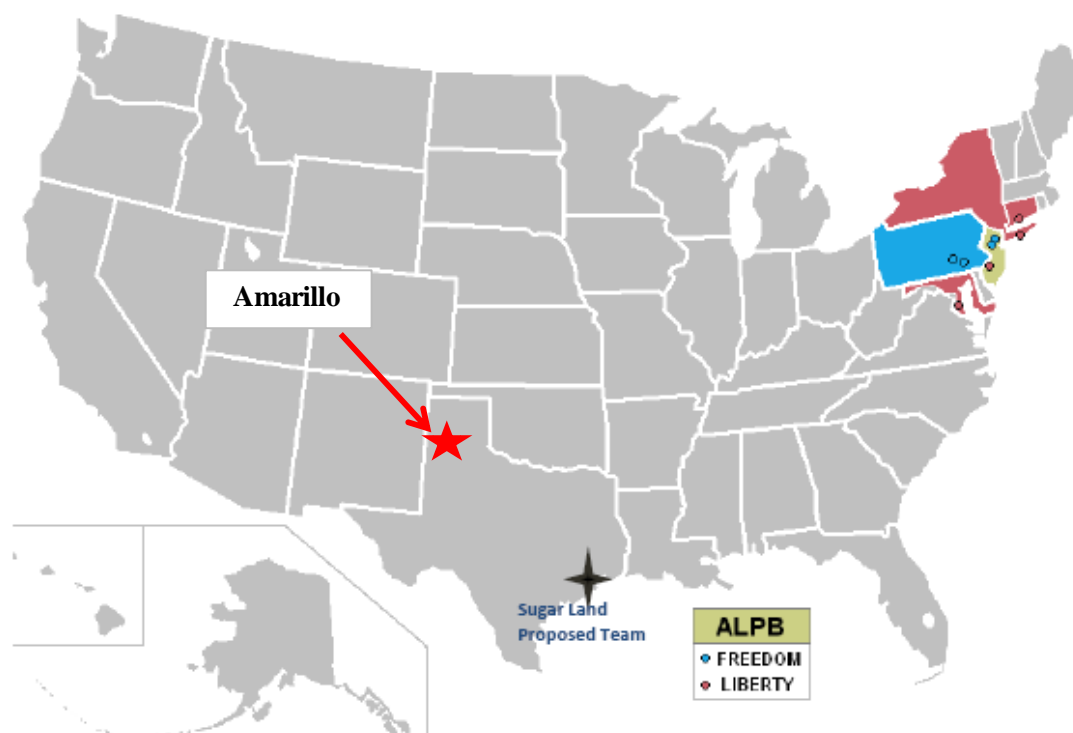 Amarillo
Sugar Land
Proposed Team
ALPB
FREEDOM
LIBERTY